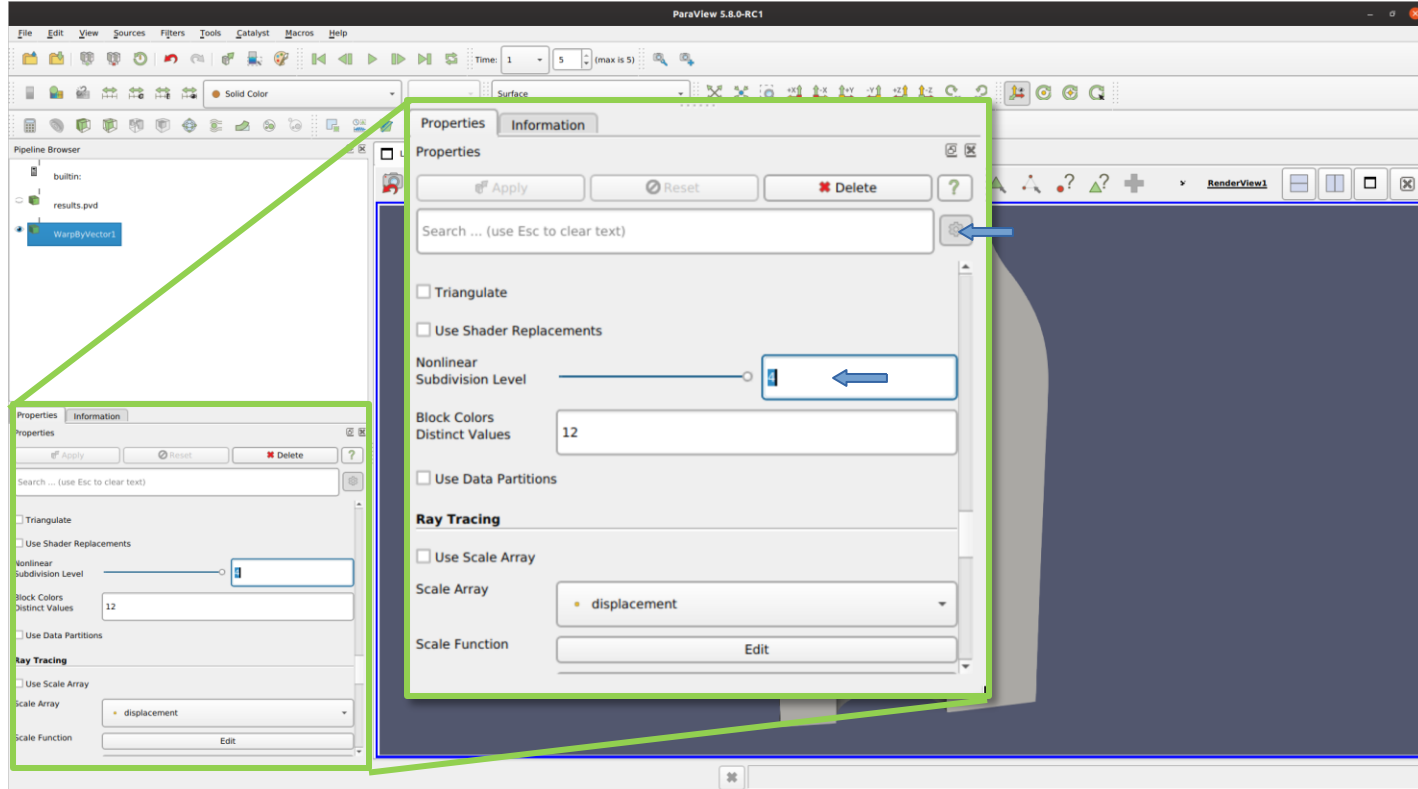 ParaView 5.8.0-RC1
File Edit View Sources Filters Tools Catalyst Macros Help
Time: 1 5 (max is 5)
Solid Color Surface
+X -X +Y -Y +Z -Z
Pipeline Browser
builtin:
results.pvd
WarpByVector1
RenderView1
Properties Information
Properties
Apply Reset Delete ?
Search ... (use Esc to clear text)
Triangulate
Use Shader Replacements
Nonlinear
Subdivision Level 4
Block Colors
Distinct Values 12
Use Data Partitions
Ray Tracing
Use Scale Array
Scale Array displacement
Scale Function Edit
Properties Information
Properties
Apply Reset Delete ?
Search ... (use Esc to clear text)
Triangulate
Use Shader Replacements
Nonlinear
Subdivision Level 4
Block Colors
Distinct Values 12
Use Data Partitions
Ray Tracing
Use Scale Array
Scale Array displacement
Scale Function Edit